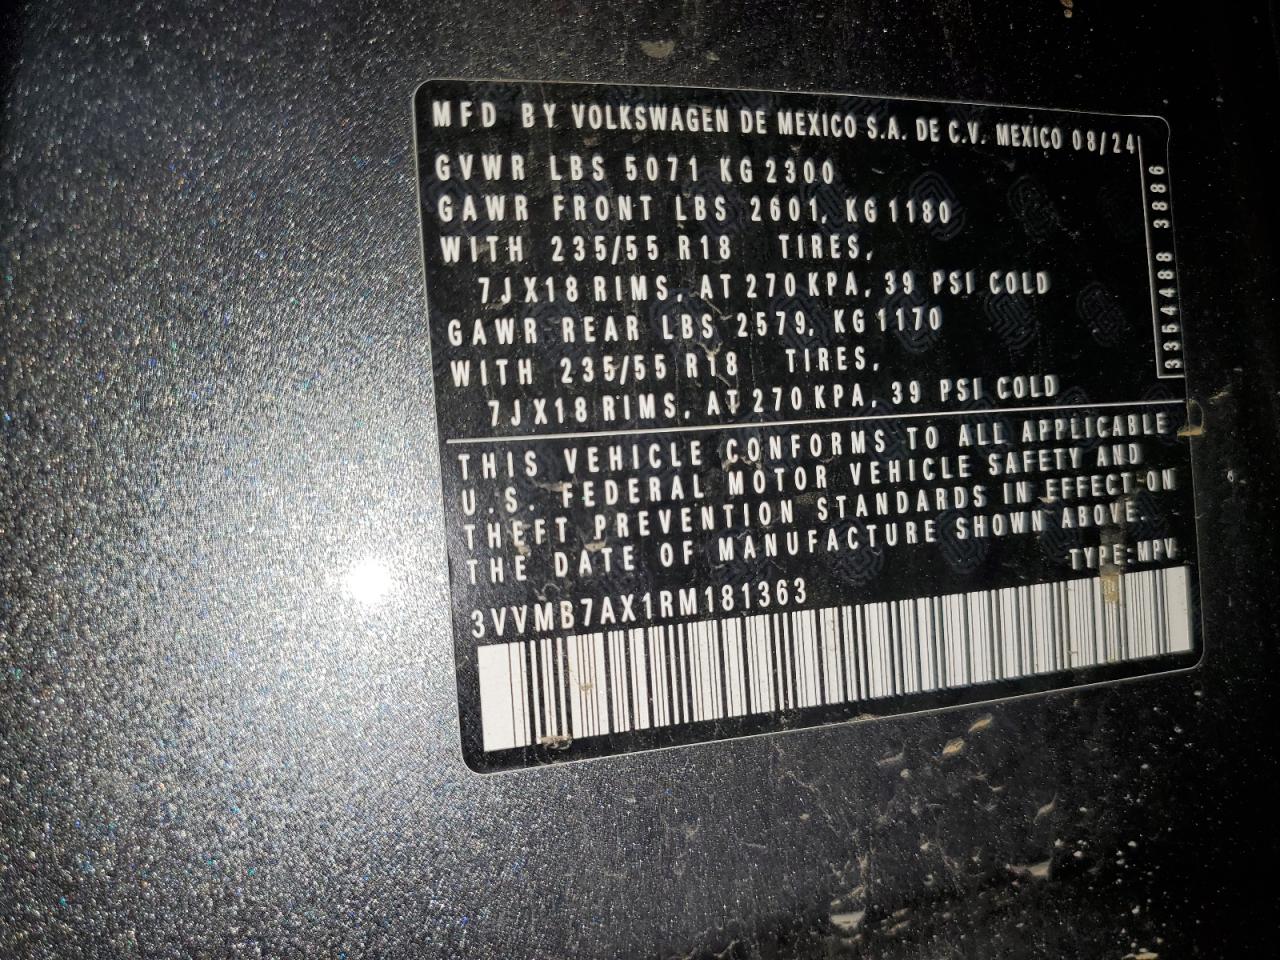 MFD BY VOLKSWAGEN DE MEXICO S.A. DE C.V. MEXICO 08/24
GVWR LBS 5071 KG 2300
GAWR FRONT LBS 2601, KG 1180
WITH 235/55 R18 TIRES,
7JX18 RIMS, AT 270 KPA, 39 PSI COLD
GAWR REAR LBS 2579, KG 1170
WITH 235/55 R18 TIRES,
7JX18 RIMS, AT 270 KPA, 39 PSI COLD
3364488 3886
THIS VEHICLE CONFORMS TO ALL APPLICABLE
U.S. FEDERAL MOTOR VEHICLE SAFETY AND
THEFT PREVENTION STANDARDS IN EFFECT ON
THE DATE OF MANUFACTURE SHOWN ABOVE.
TYPE:MPV
3VVMB7AX1RM181363